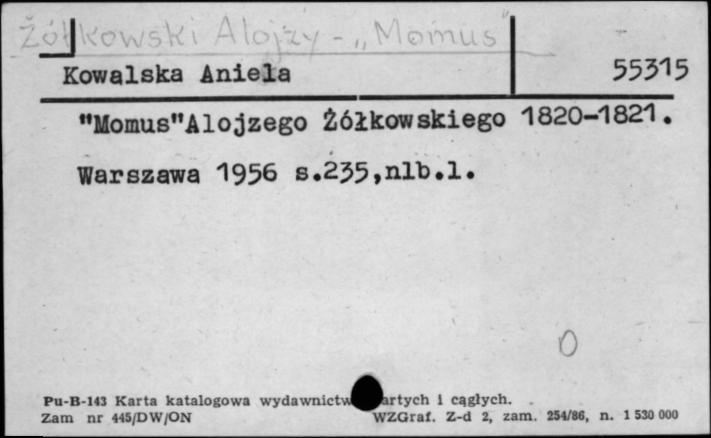 Żółkowski Alojzy - „Momus"
Kowalska Aniela 55315
"Momus"Alojzego Żółkowskiego 1820-1821.
Warszawa 1956 s.235,nlb.1.
0
Pu-B-143 Karta katalogowa wydawnictw artych i cągłych.
Zam nr 445/DW/ON WZGraf. Z-d 2, zam. 254/86, n. 1 530 000